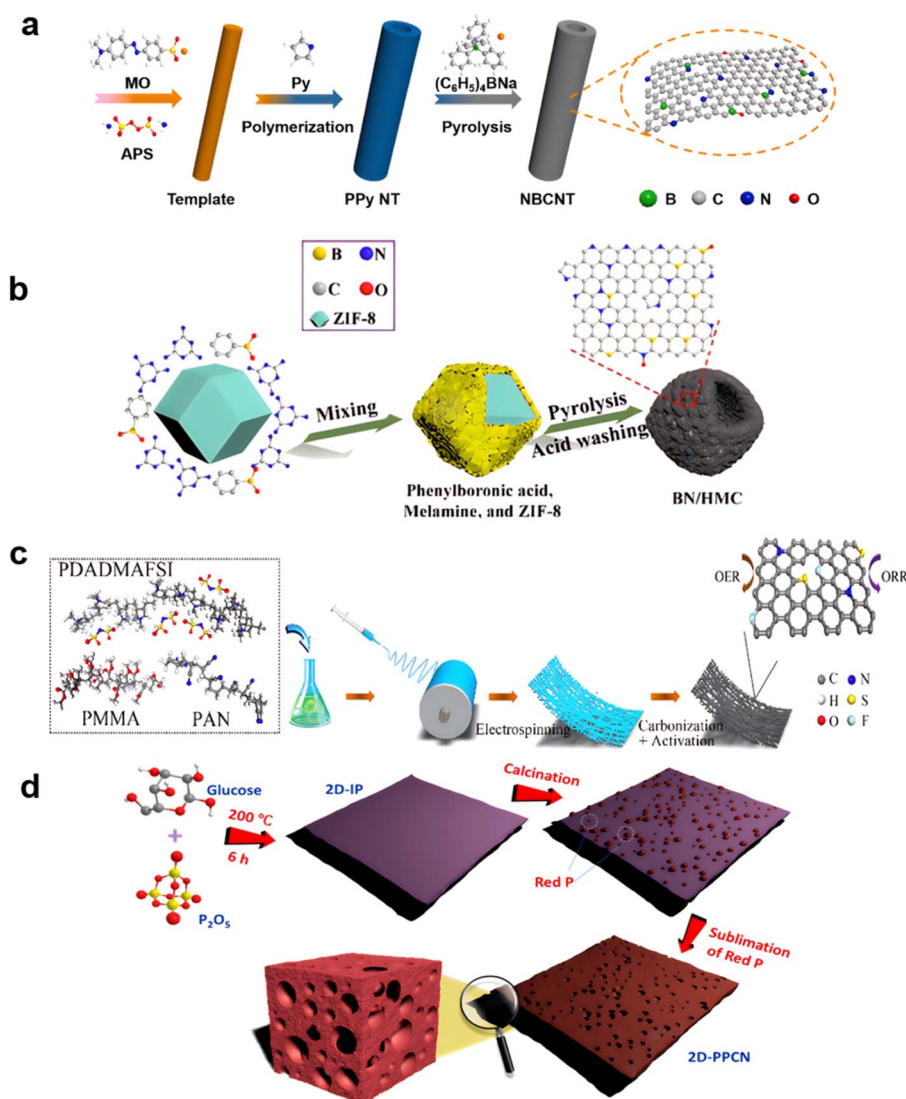 a
MO
APS
Template
Py
Polymerization
PPy NT
(C₆H₅)₄BNa
Pyrolysis
NBCNT
B C N O
b
B N
C O
ZIF-8
Mixing
Phenylboronic acid,
Melamine, and ZIF-8
Pyrolysis
Acid washing
BN/HMC
c
PDADMAFSI
PMMA PAN
Electrospinning
Carbonization
+ Activation
OER ORR
C N
H S
O F
d
Glucose
+
P₂O₅
200 °C
6 h
2D-IP
Calcination
Red P
Sublimation
of Red P
2D-PPCN